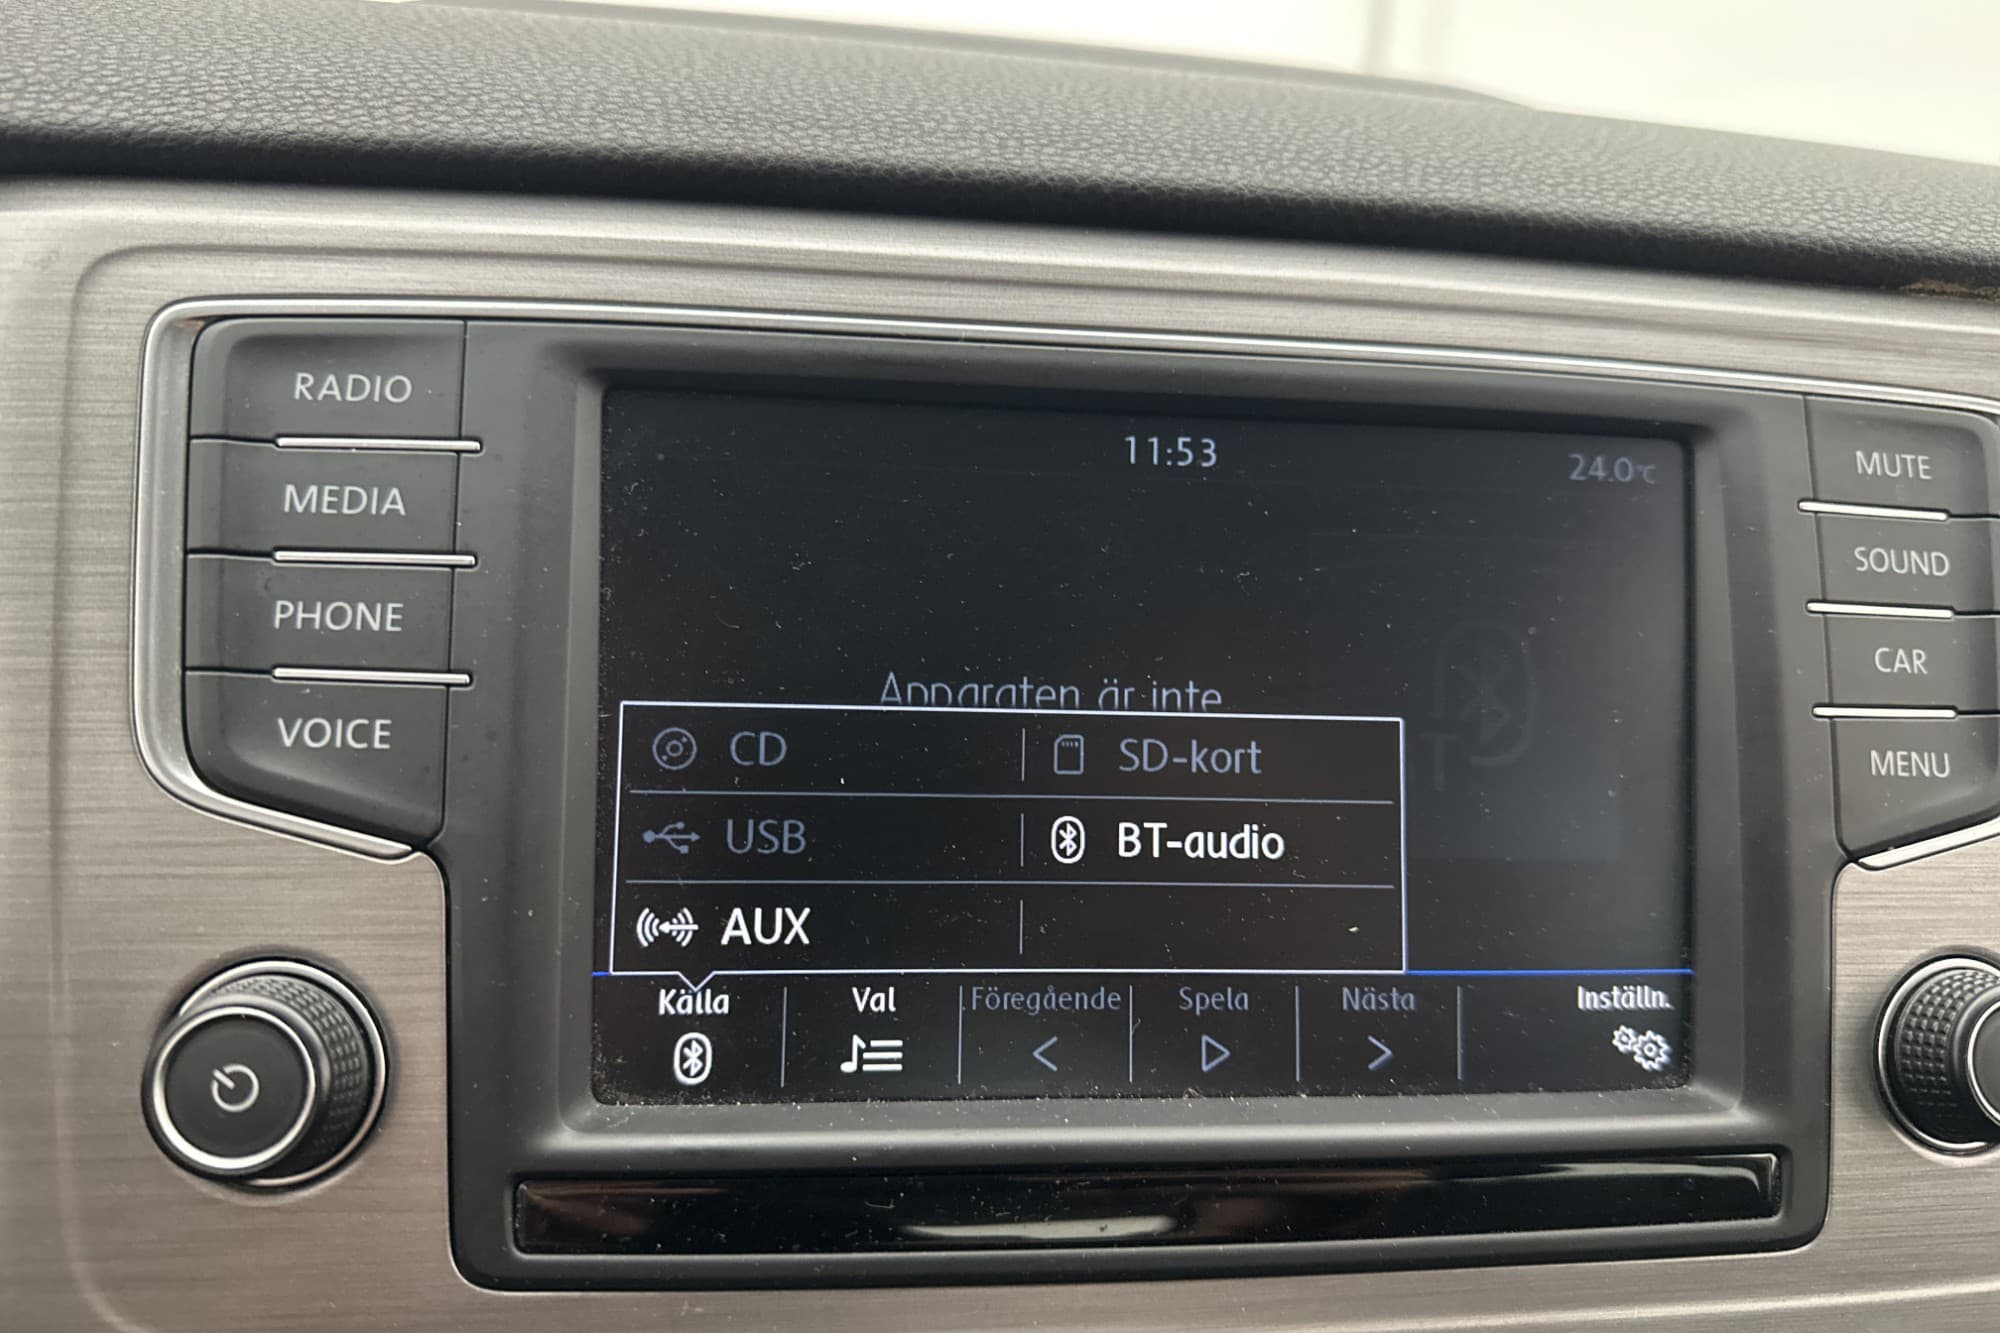 RADIO
MEDIA
PHONE
VOICE
11:53
24.0°C
Apparaten är inte
CD
SD-kort
USB
BT-audio
AUX
Källa
Val
Föregående
Spela
Nästa
Inställn.
MUTE
SOUND
CAR
MENU